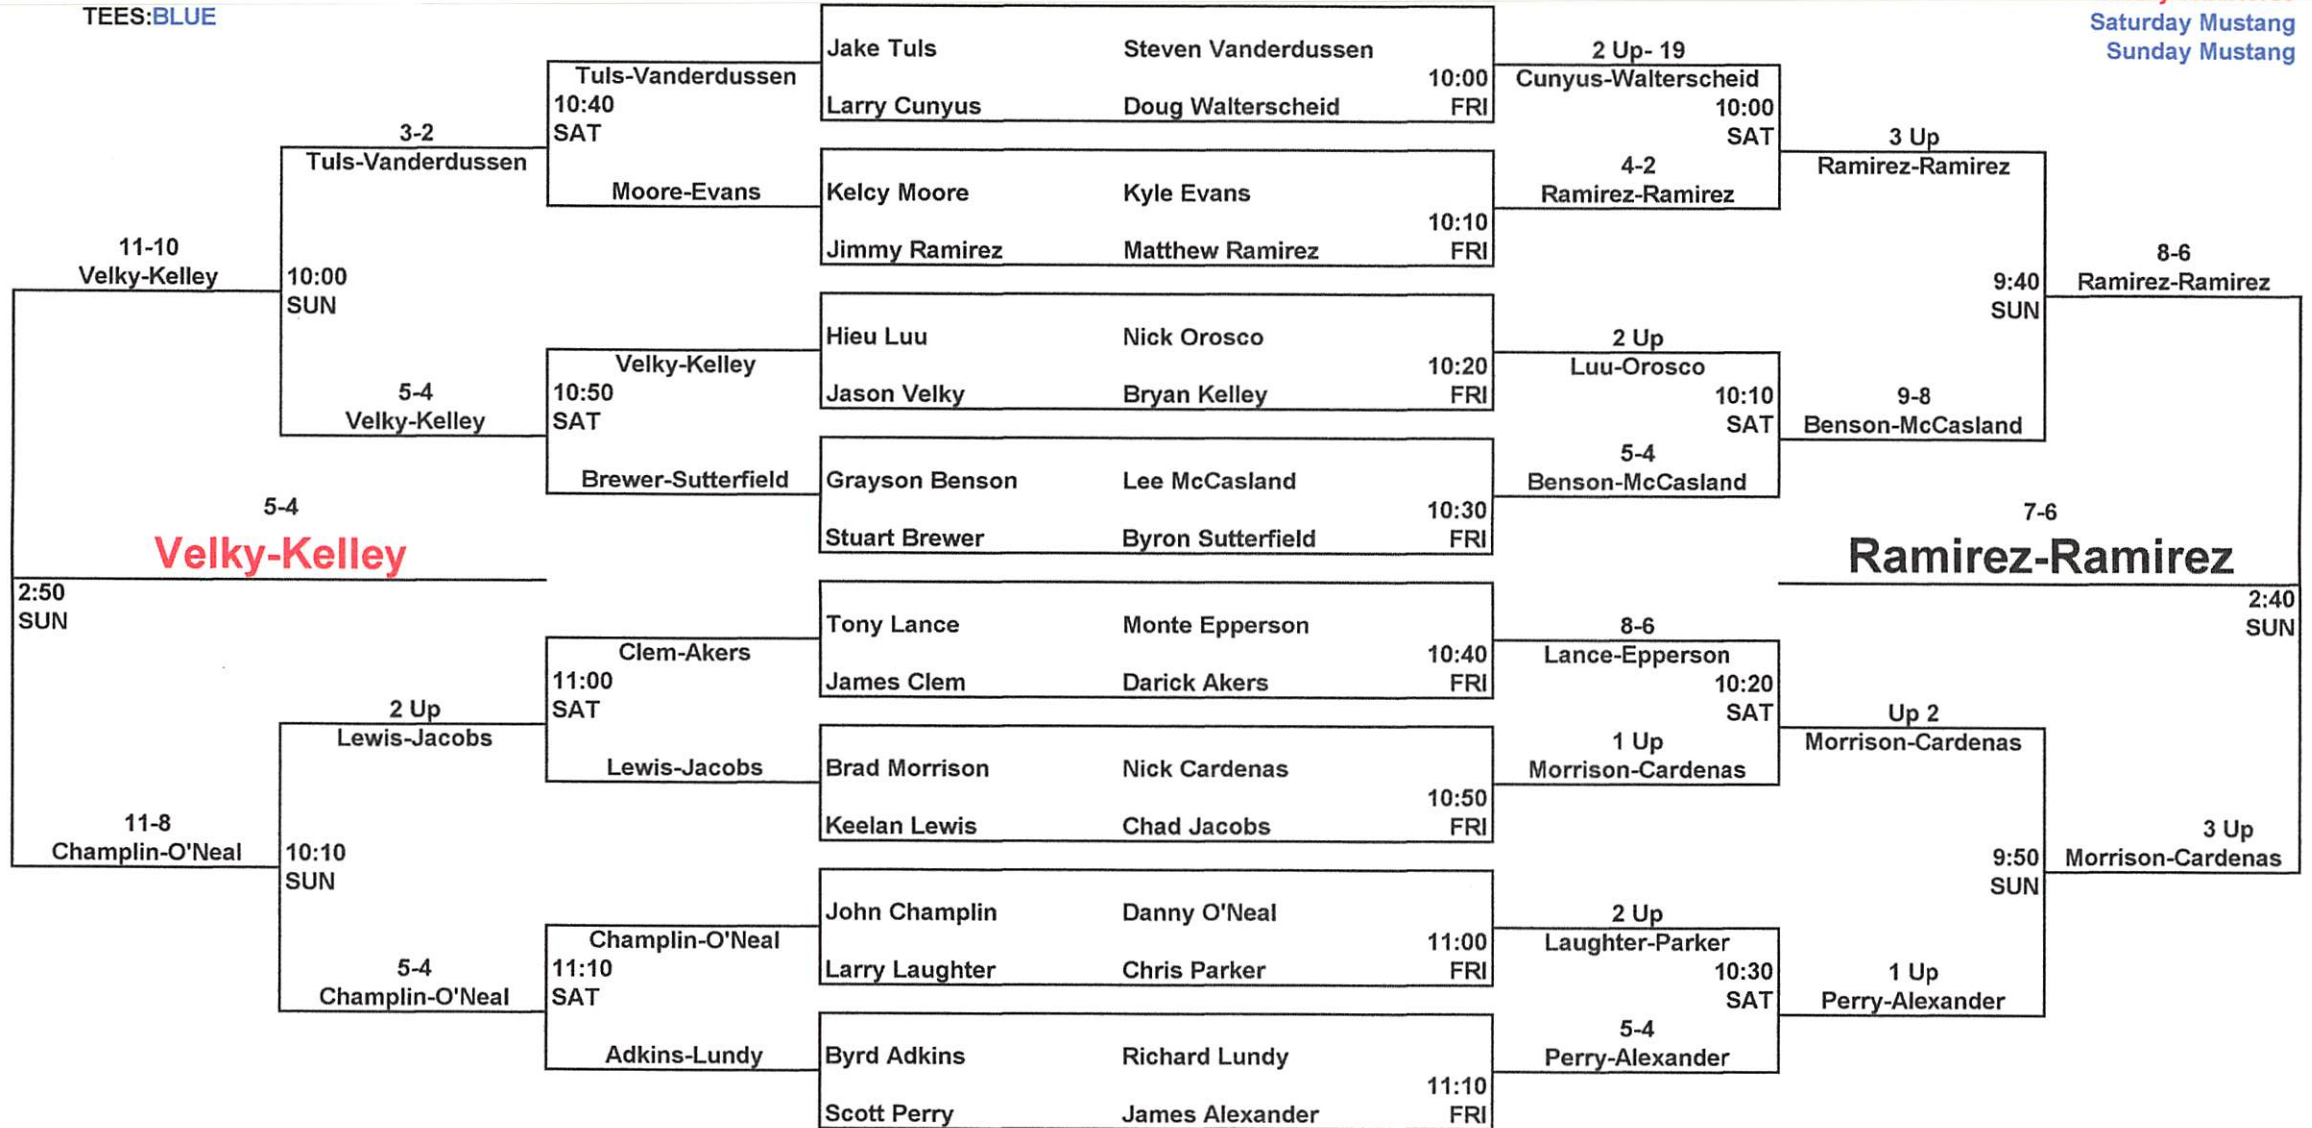 TEES:BLUE
Saturday Mustang
Sunday Mustang
Jake Tuls Steven Vanderdussen
10:00
Larry Cunyus Doug Walterscheid FRI
Kelcy Moore Kyle Evans
10:10
Jimmy Ramirez Matthew Ramirez FRI
Hieu Luu Nick Orosco
10:20
Jason Velky Bryan Kelley FRI
Grayson Benson Lee McCasland
10:30
Stuart Brewer Byron Sutterfield FRI
Tony Lance Monte Epperson
10:40
James Clem Darick Akers FRI
Brad Morrison Nick Cardenas
10:50
Keelan Lewis Chad Jacobs FRI
John Champlin Danny O'Neal
11:00
Larry Laughter Chris Parker FRI
Byrd Adkins Richard Lundy
11:10
Scott Perry James Alexander FRI
Tuls-Vanderdussen
10:40
SAT
Moore-Evans
Velky-Kelley
10:50
SAT
Brewer-Sutterfield
Clem-Akers
11:00
SAT
Lewis-Jacobs
Champlin-O'Neal
11:10
SAT
Adkins-Lundy
3-2
Tuls-Vanderdussen
10:00
SUN
5-4
Velky-Kelley
2 Up
Lewis-Jacobs
10:10
SUN
5-4
Champlin-O'Neal
11-10
Velky-Kelley
5-4
Velky-Kelley
2:50
SUN
11-8
Champlin-O'Neal
2 Up- 19
Cunyus-Walterscheid
10:00
SAT
4-2
Ramirez-Ramirez
2 Up
Luu-Orosco
10:10
SAT
5-4
Benson-McCasland
8-6
Lance-Epperson
10:20
SAT
1 Up
Morrison-Cardenas
2 Up
Laughter-Parker
10:30
SAT
5-4
Perry-Alexander
3 Up
Ramirez-Ramirez
9:40
SUN
9-8
Benson-McCasland
Up 2
Morrison-Cardenas
9:50
SUN
1 Up
Perry-Alexander
8-6
Ramirez-Ramirez
7-6
Ramirez-Ramirez
2:40
SUN
3 Up
Morrison-Cardenas